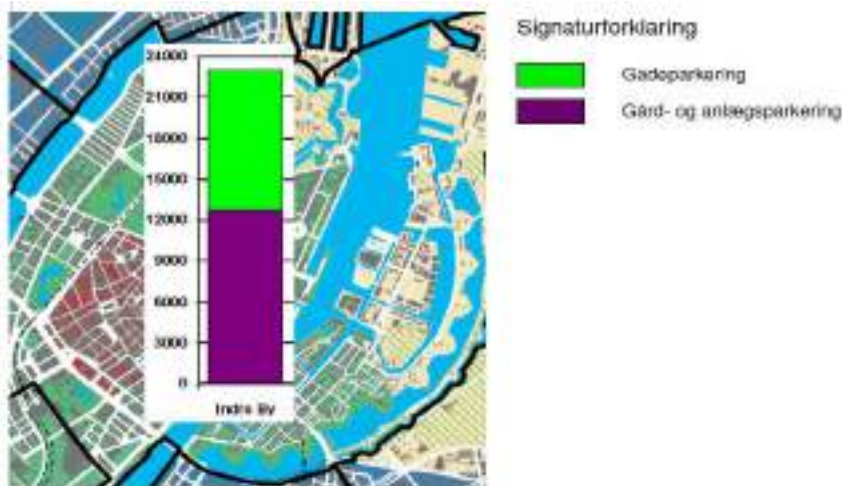 Signaturforklaring
Gadeparkering
Gård- og anlægsparkering
24000
21000
18000
15000
12000
9000
6000
3000
0
Indre By